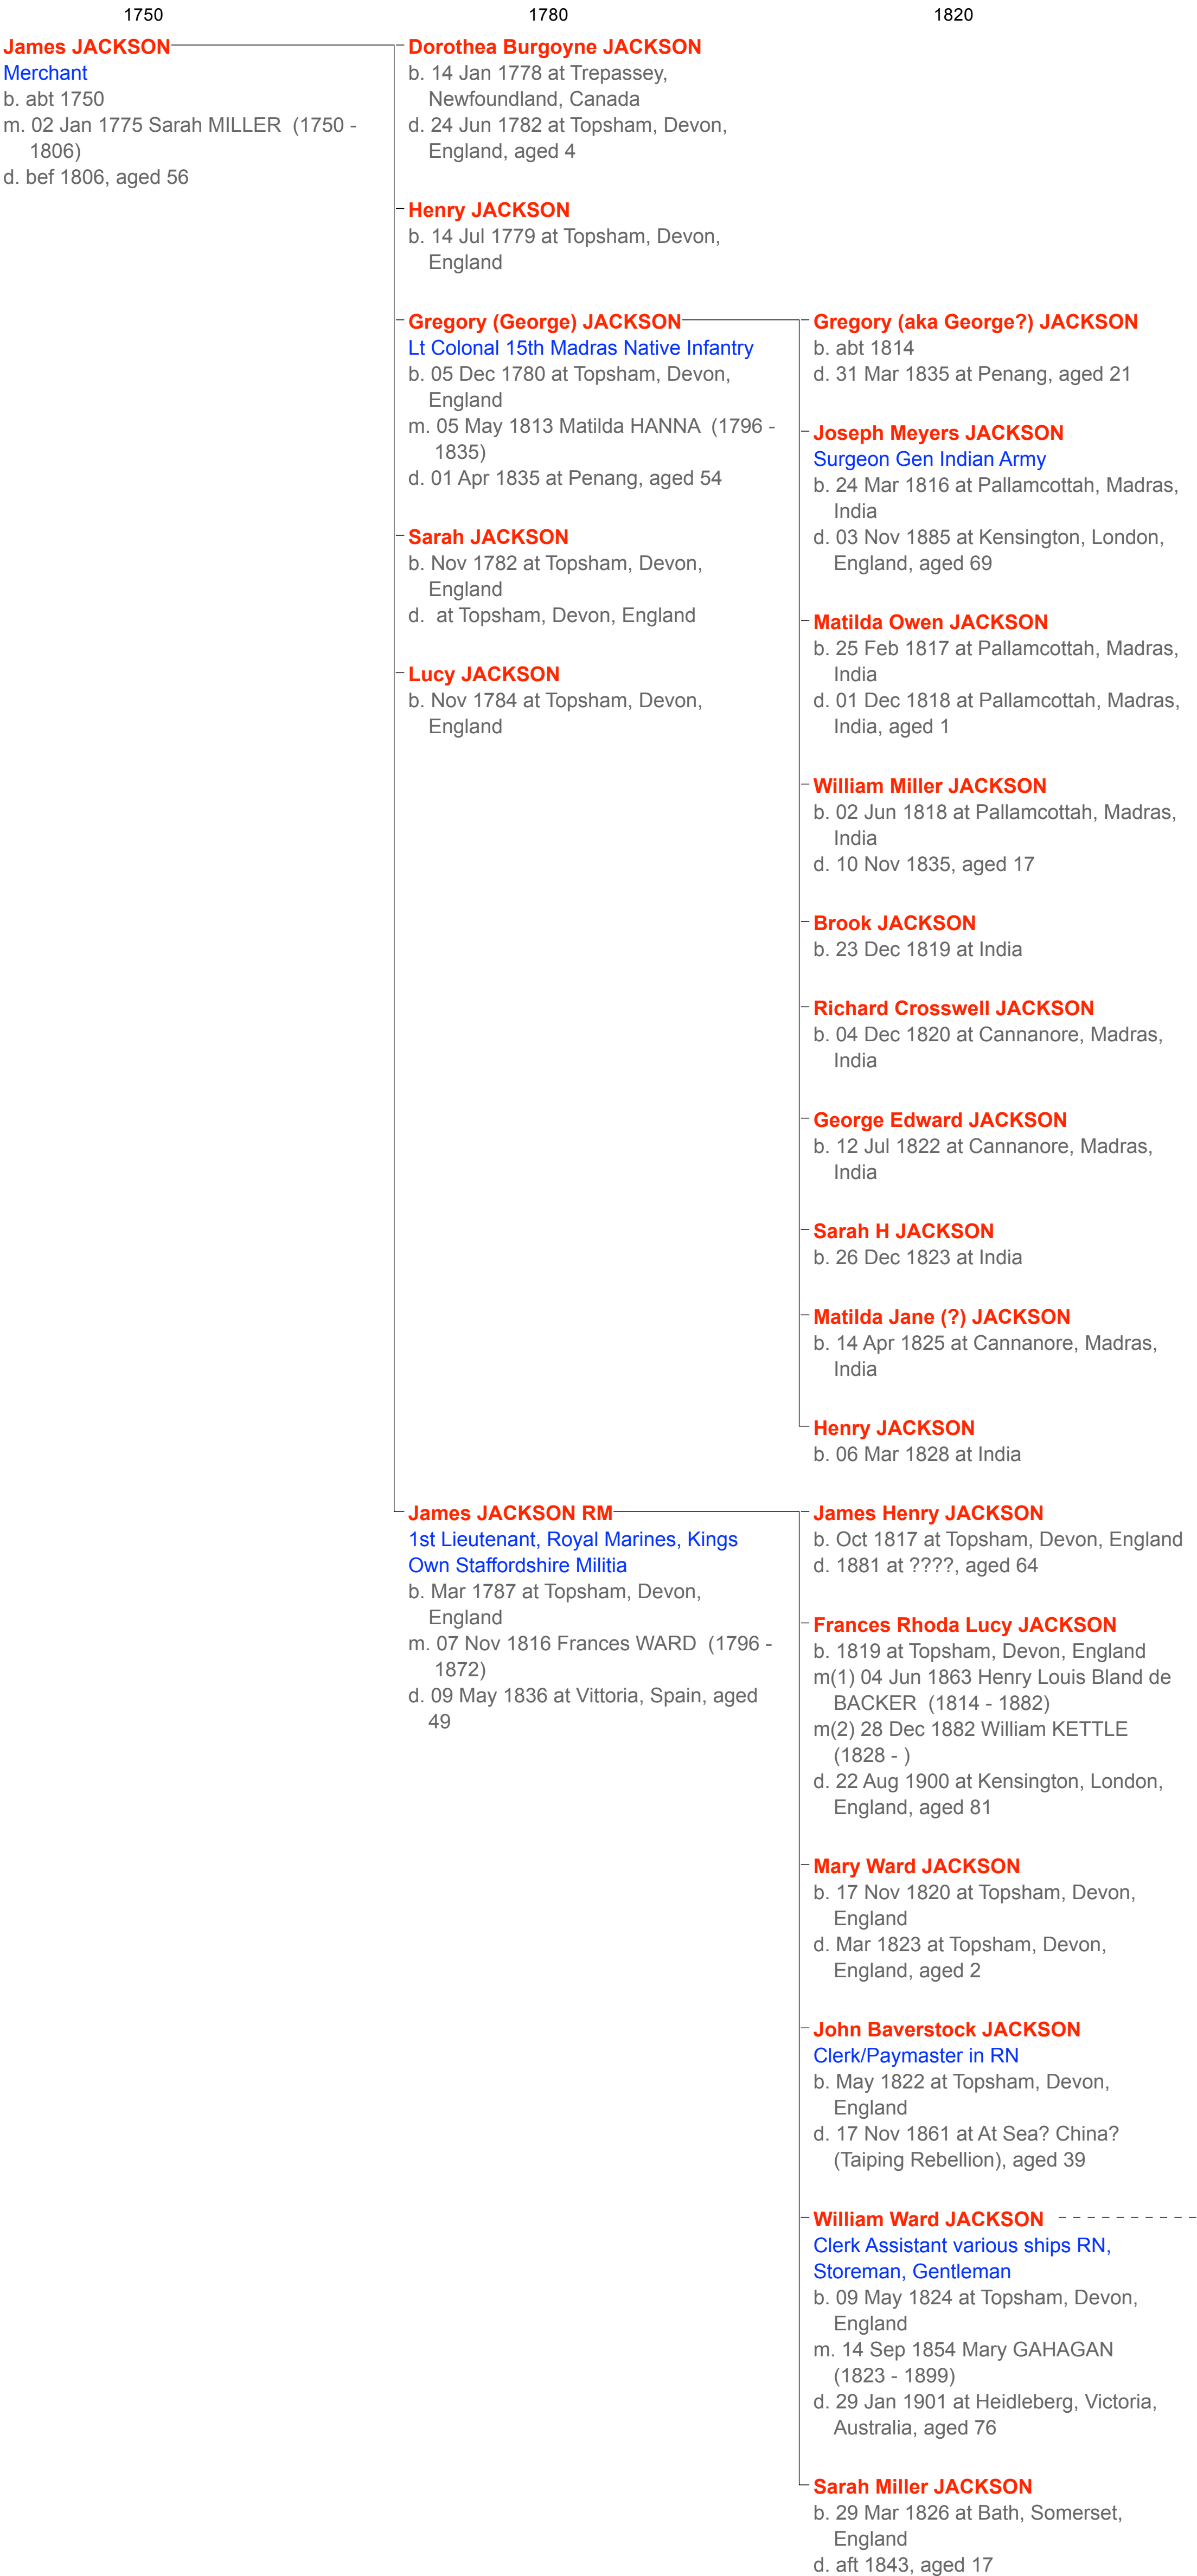 1750
1780
1820
James JACKSON
Merchant
b. abt 1750
m. 02 Jan 1775 Sarah MILLER (1750 -
1806)
d. bef 1806, aged 56
Dorothea Burgoyne JACKSON
b. 14 Jan 1778 at Trepassey,
Newfoundland, Canada
d. 24 Jun 1782 at Topsham, Devon,
England, aged 4
Henry JACKSON
b. 14 Jul 1779 at Topsham, Devon,
England
Gregory (George) JACKSON
Lt Colonal 15th Madras Native Infantry
b. 05 Dec 1780 at Topsham, Devon,
England
m. 05 May 1813 Matilda HANNA (1796 -
1835)
d. 01 Apr 1835 at Penang, aged 54
Sarah JACKSON
b. Nov 1782 at Topsham, Devon,
England
d. at Topsham, Devon, England
Lucy JACKSON
b. Nov 1784 at Topsham, Devon,
England
James JACKSON RM
1st Lieutenant, Royal Marines, Kings
Own Staffordshire Militia
b. Mar 1787 at Topsham, Devon,
England
m. 07 Nov 1816 Frances WARD (1796 -
1872)
d. 09 May 1836 at Vittoria, Spain, aged
49
Gregory (aka George?) JACKSON
b. abt 1814
d. 31 Mar 1835 at Penang, aged 21
Joseph Meyers JACKSON
Surgeon Gen Indian Army
b. 24 Mar 1816 at Pallamcottah, Madras,
India
d. 03 Nov 1885 at Kensington, London,
England, aged 69
Matilda Owen JACKSON
b. 25 Feb 1817 at Pallamcottah, Madras,
India
d. 01 Dec 1818 at Pallamcottah, Madras,
India, aged 1
William Miller JACKSON
b. 02 Jun 1818 at Pallamcottah, Madras,
India
d. 10 Nov 1835, aged 17
Brook JACKSON
b. 23 Dec 1819 at India
Richard Crosswell JACKSON
b. 04 Dec 1820 at Cannanore, Madras,
India
George Edward JACKSON
b. 12 Jul 1822 at Cannanore, Madras,
India
Sarah H JACKSON
b. 26 Dec 1823 at India
Matilda Jane (?) JACKSON
b. 14 Apr 1825 at Cannanore, Madras,
India
Henry JACKSON
b. 06 Mar 1828 at India
James Henry JACKSON
b. Oct 1817 at Topsham, Devon, England
d. 1881 at ????, aged 64
Frances Rhoda Lucy JACKSON
b. 1819 at Topsham, Devon, England
m(1) 04 Jun 1863 Henry Louis Bland de
BACKER (1814 - 1882)
m(2) 28 Dec 1882 William KETTLE
(1828 - )
d. 22 Aug 1900 at Kensington, London,
England, aged 81
Mary Ward JACKSON
b. 17 Nov 1820 at Topsham, Devon,
England
d. Mar 1823 at Topsham, Devon,
England, aged 2
John Baverstock JACKSON
Clerk/Paymaster in RN
b. May 1822 at Topsham, Devon,
England
d. 17 Nov 1861 at At Sea? China?
(Taiping Rebellion), aged 39
William Ward JACKSON
Clerk Assistant various ships RN,
Storeman, Gentleman
b. 09 May 1824 at Topsham, Devon,
England
m. 14 Sep 1854 Mary GAHAGAN
(1823 - 1899)
d. 29 Jan 1901 at Heidleberg, Victoria,
Australia, aged 76
Sarah Miller JACKSON
b. 29 Mar 1826 at Bath, Somerset,
England
d. aft 1843, aged 17